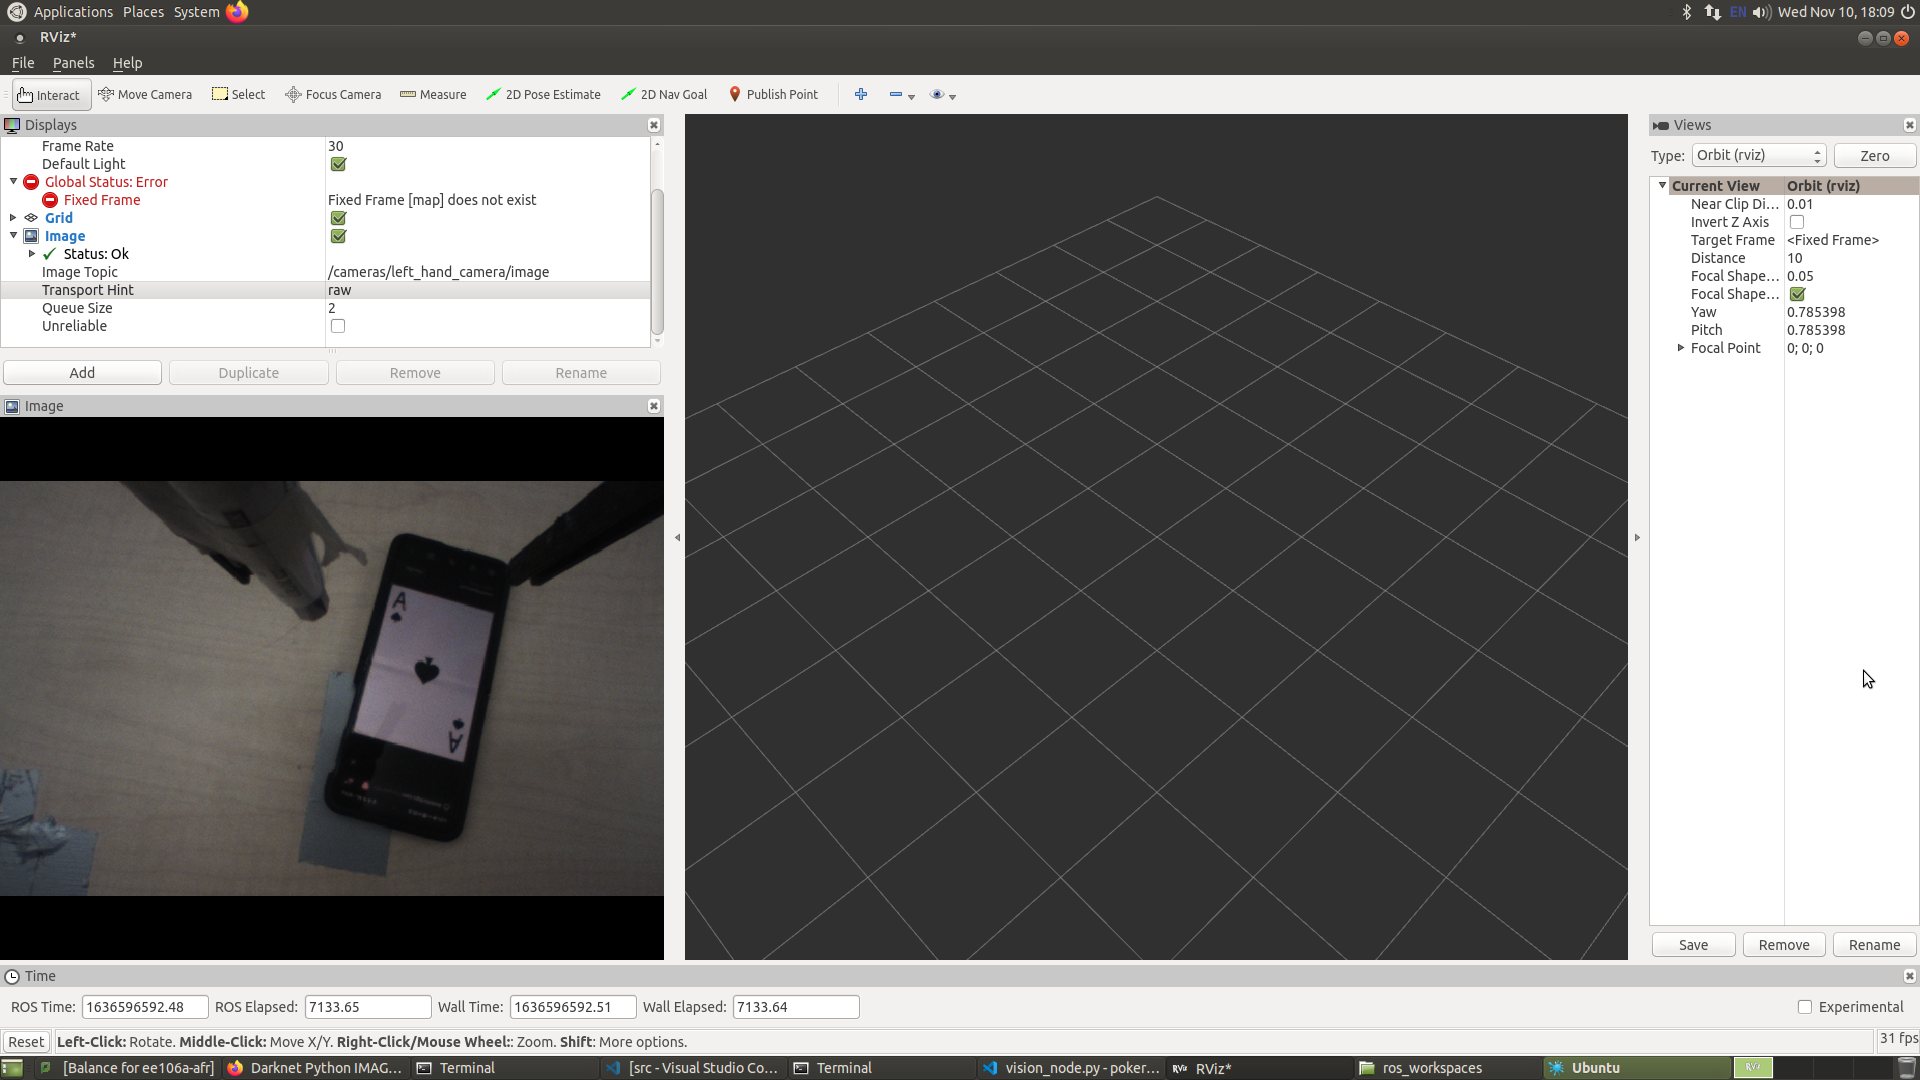 Applications Places System EN Wed Nov 10, 18:09
RViz*
File Panels Help
Interact Move Camera Select Focus Camera Measure 2D Pose Estimate 2D Nav Goal Publish Point
Displays
Frame Rate 30
Default Light
Global Status: Error
Fixed Frame Fixed Frame [map] does not exist
Grid
Image
Status: Ok
Image Topic /cameras/left_hand_camera/image
Transport Hint raw
Queue Size 2
Unreliable
Add Duplicate Remove Rename
Image
A
A
Views
Type: Orbit (rviz) Zero
Current View Orbit (rviz)
Near Clip Di... 0.01
Invert Z Axis
Target Frame <Fixed Frame>
Distance 10
Focal Shape... 0.05
Focal Shape...
Yaw 0.785398
Pitch 0.785398
Focal Point 0; 0; 0
Save Remove Rename
Time
ROS Time: 1636596592.48 ROS Elapsed: 7133.65 Wall Time: 1636596592.51 Wall Elapsed: 7133.64 Experimental
Reset Left-Click: Rotate. Middle-Click: Move X/Y. Right-Click/Mouse Wheel:: Zoom. Shift: More options. 31 fps
[Balance for ee106a-afr] Darknet Python IMAG... Terminal [src - Visual Studio Co... Terminal vision_node.py - poker... RViz RViz* ros_workspaces Ubuntu RViz